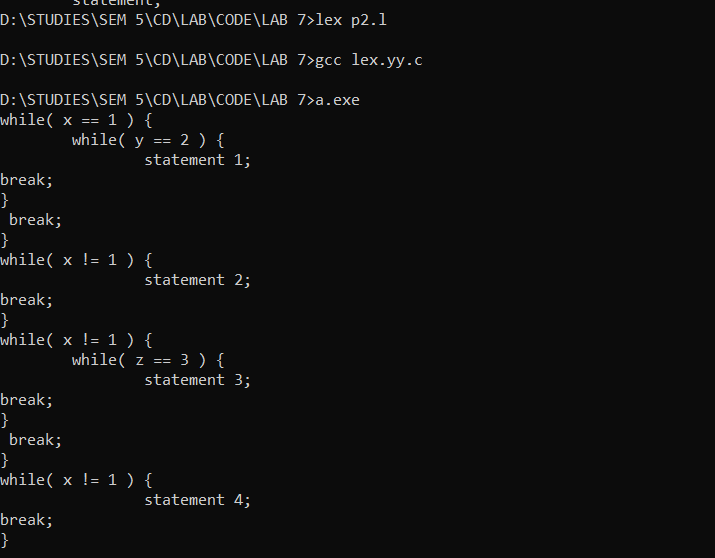 statement;
D:\STUDIES\SEM 5\CD\LAB\CODE\LAB 7>lex p2.l
D:\STUDIES\SEM 5\CD\LAB\CODE\LAB 7>gcc lex.yy.c
D:\STUDIES\SEM 5\CD\LAB\CODE\LAB 7>a.exe
while( x == 1 ) {
        while( y == 2 ) {
                statement 1;
break;
}
 break;
}
while( x != 1 ) {
                statement 2;
break;
}
while( x != 1 ) {
        while( z == 3 ) {
                statement 3;
break;
}
 break;
}
while( x != 1 ) {
                statement 4;
break;
}